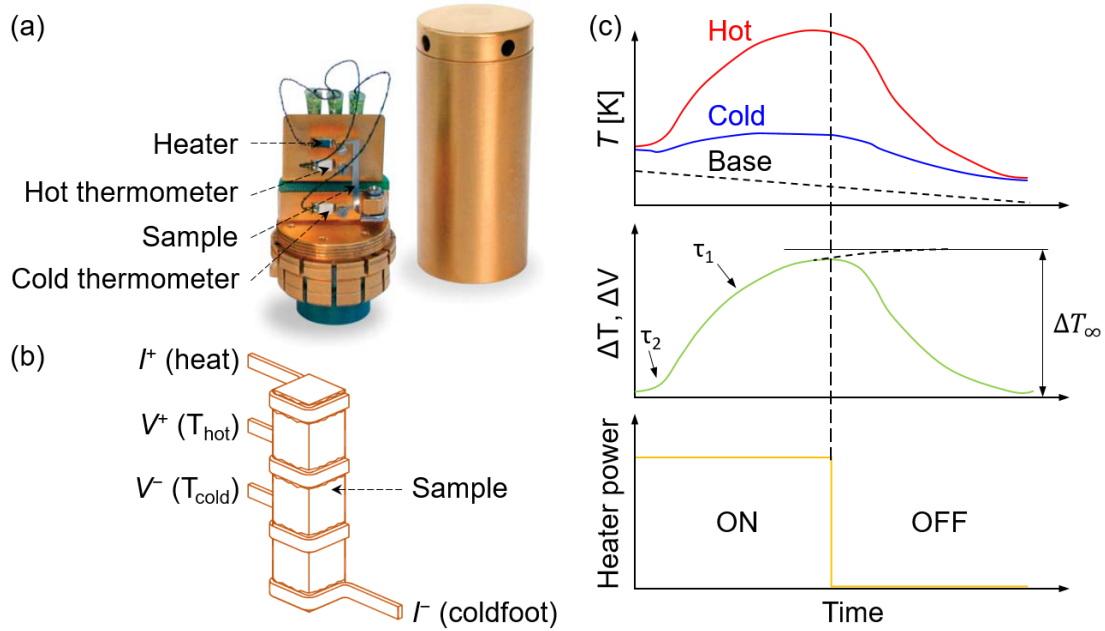 (a)
Heater
Hot thermometer
Sample
Cold thermometer
(b)
I⁺ (heat)
V⁺ (T_hot)
V⁻ (T_cold)
Sample
I⁻ (coldfoot)
(c)
T [K]
Hot
Cold
Base
ΔT, ΔV
τ₁
τ₂
ΔT∞
Heater power
ON
OFF
Time